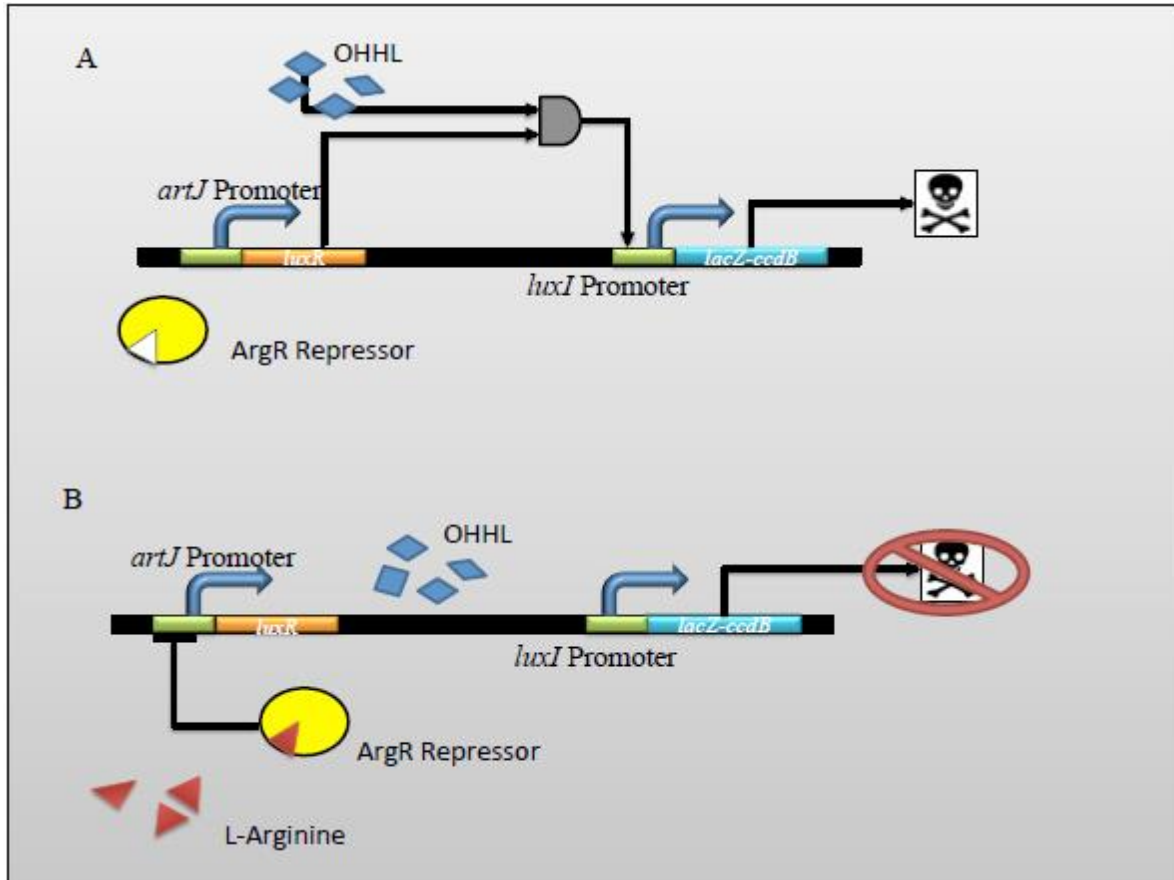 A
OHHL
artJ Promoter
luxR
lacZ-ccdB
luxI Promoter
ArgR Repressor
B
OHHL
artJ Promoter
luxR
lacZ-ccdB
luxI Promoter
ArgR Repressor
L-Arginine